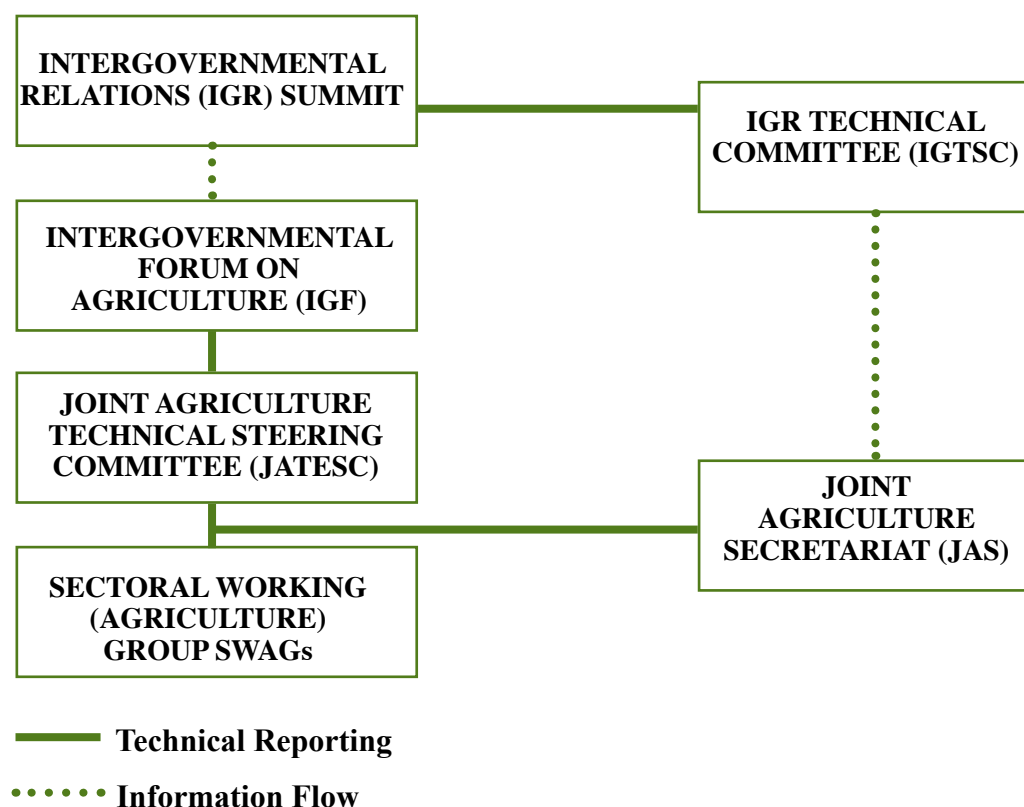 INTERGOVERNMENTAL
RELATIONS (IGR) SUMMIT
IGR TECHNICAL
COMMITTEE (IGTSC)
INTERGOVERNMENTAL
FORUM ON
AGRICULTURE (IGF)
JOINT AGRICULTURE
TECHNICAL STEERING
COMMITTEE (JATESC)
JOINT
AGRICULTURE
SECRETARIAT (JAS)
SECTORAL WORKING
(AGRICULTURE)
GROUP SWAGs
Technical Reporting
Information Flow